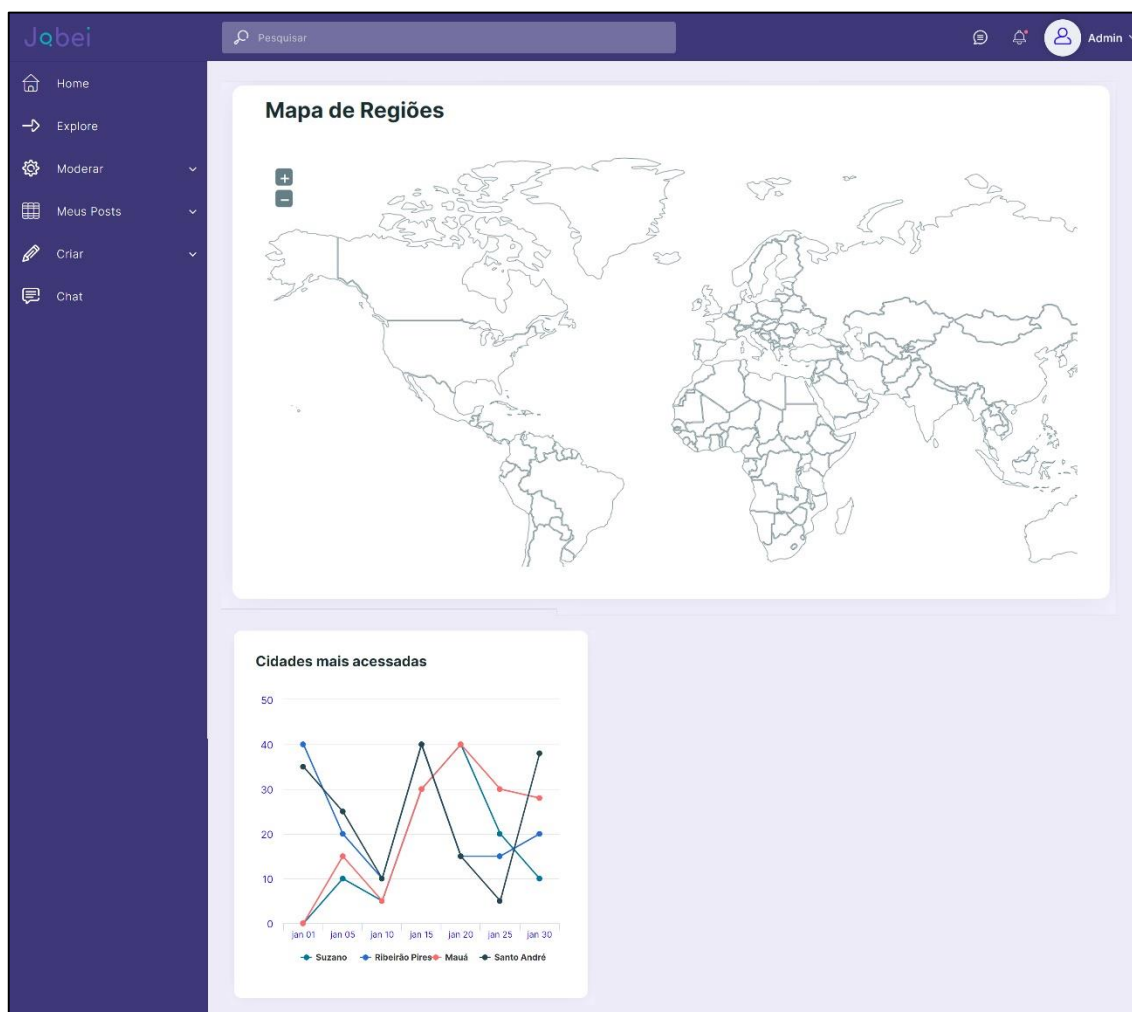 Jabei
Pesquisar
Admin
Home
Explore
Moderar
Meus Posts
Criar
Chat
Mapa de Regiões
+
−
Cidades mais acessadas
50
40
30
20
10
0
jan 01 jan 05 jan 10 jan 15 jan 20 jan 25 jan 30
Suzano Ribeirão Pires Mauá Santo André